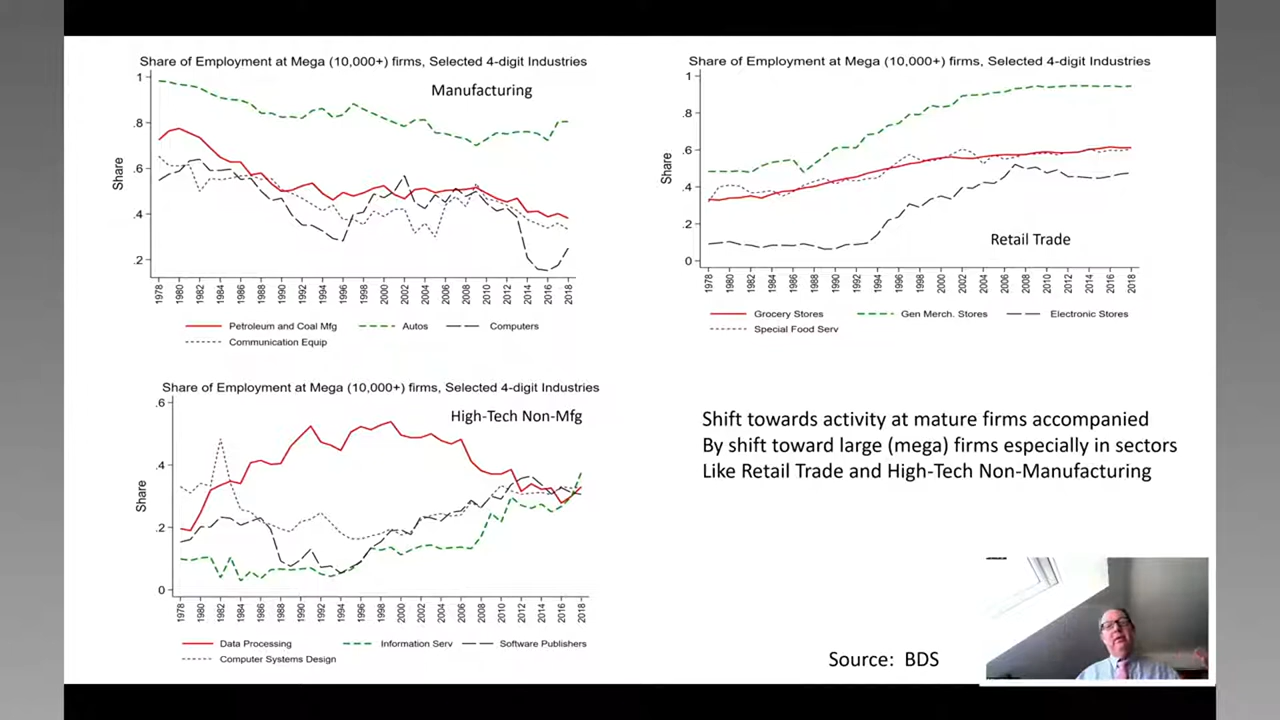 Share of Employment at Mega (10,000+) firms, Selected 4-digit Industries
Manufacturing
1
.8
.6
.4
.2
Share
1978 1980 1982 1984 1986 1988 1990 1992 1994 1996 1998 2000 2002 2004 2006 2008 2010 2012 2014 2016 2018
Petroleum and Coal Mfg Autos Computers
Communication Equip
Share of Employment at Mega (10,000+) firms, Selected 4-digit Industries
1
.8
.6
.4
.2
0
Share
Retail Trade
1978 1980 1982 1984 1986 1988 1990 1992 1994 1996 1998 2000 2002 2004 2006 2008 2010 2012 2014 2016 2018
Grocery Stores Gen Merch. Stores Electronic Stores
Special Food Serv
Share of Employment at Mega (10,000+) firms, Selected 4-digit Industries
High-Tech Non-Mfg
.6
.4
.2
0
Share
1978 1980 1982 1984 1986 1988 1990 1992 1994 1996 1998 2000 2002 2004 2006 2008 2010 2012 2014 2016 2018
Data Processing Information Serv Software Publishers
Computer Systems Design
Shift towards activity at mature firms accompanied
By shift toward large (mega) firms especially in sectors
Like Retail Trade and High-Tech Non-Manufacturing
Source: BDS